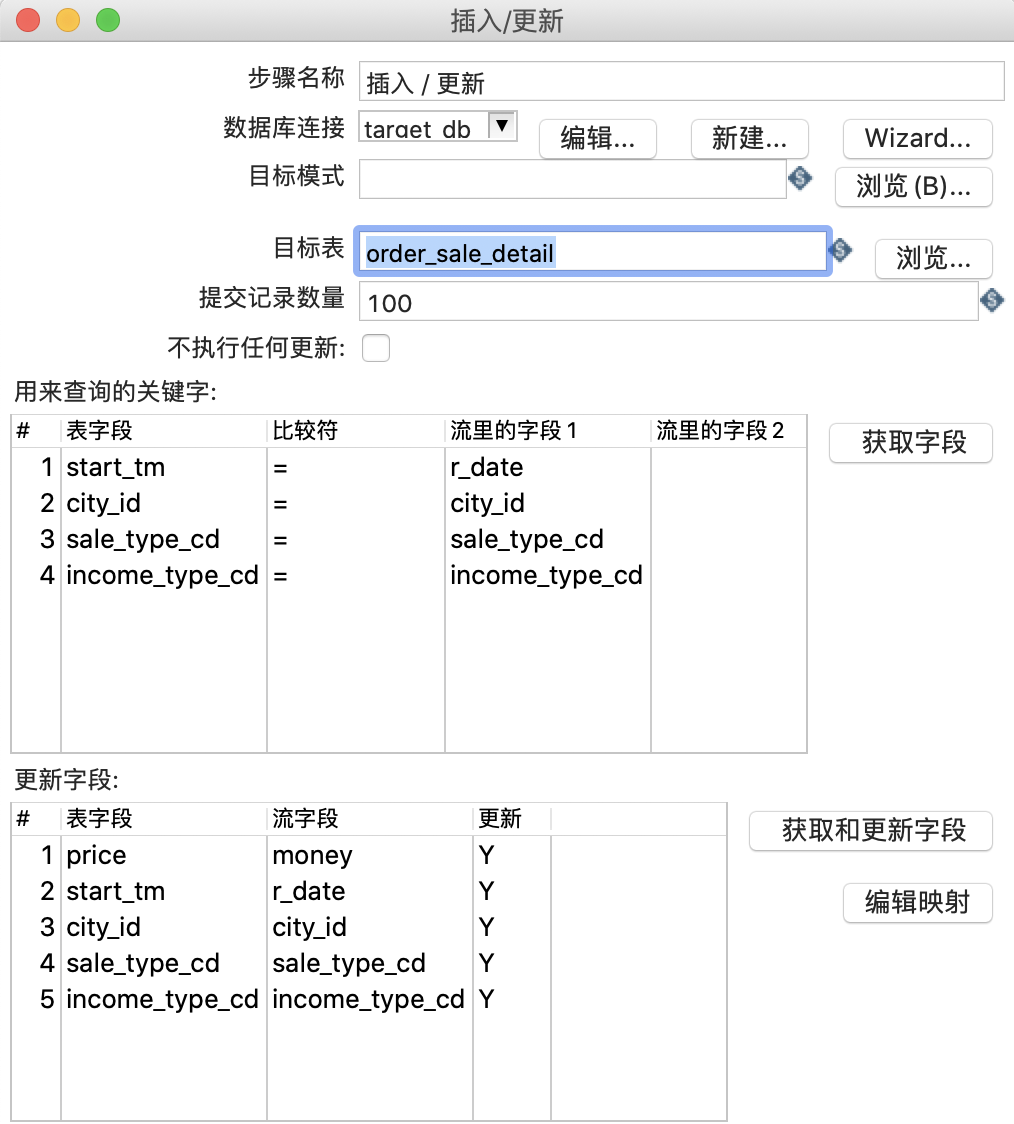 插入/更新
步骤名称 插入 / 更新
数据库连接 target_db 编辑... 新建... Wizard...
目标模式 浏览 (B)...
目标表 order_sale_detail 浏览...
提交记录数量 100
不执行任何更新:
用来查询的关键字:
# 表字段 比较符 流里的字段 1 流里的字段 2 获取字段
1 start_tm = r_date
2 city_id = city_id
3 sale_type_cd = sale_type_cd
4 income_type_cd = income_type_cd
更新字段:
# 表字段 流字段 更新 获取和更新字段
1 price money Y
2 start_tm r_date Y
编辑映射
3 city_id city_id Y
4 sale_type_cd sale_type_cd Y
5 income_type_cd income_type_cd Y